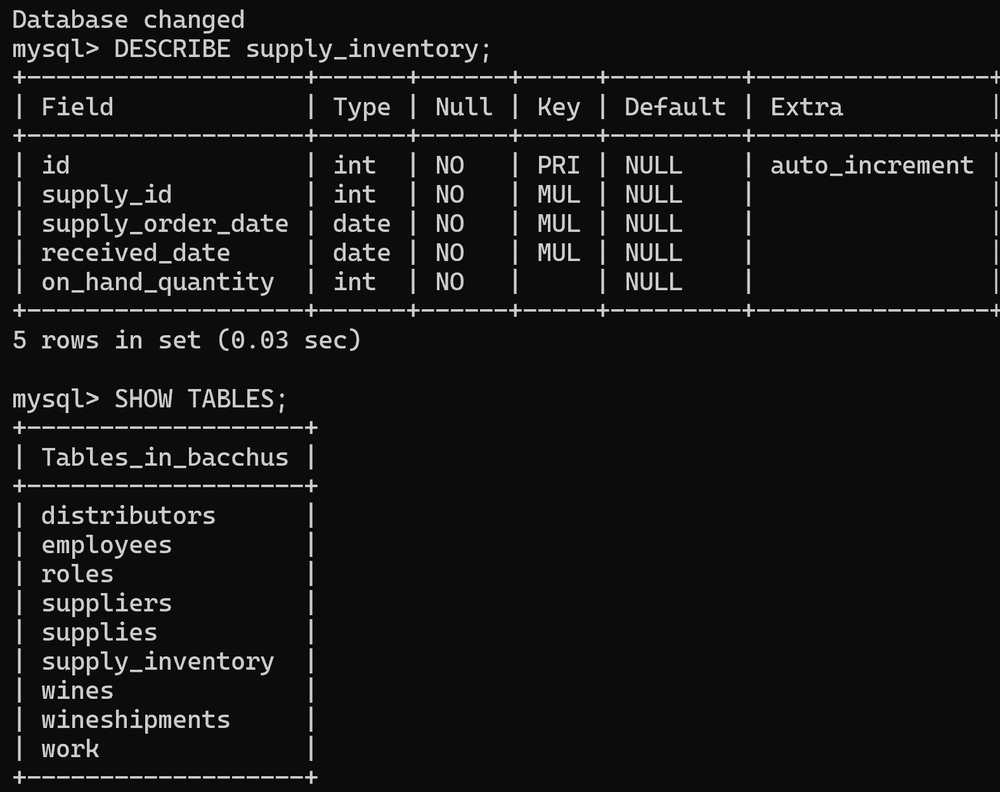 Database changed
mysql> DESCRIBE supply_inventory;
+-------------------+------+------+-----+---------+----------------+
| Field             | Type | Null | Key | Default | Extra          |
+-------------------+------+------+-----+---------+----------------+
| id                | int  | NO   | PRI | NULL    | auto_increment |
| supply_id         | int  | NO   | MUL | NULL    |                |
| supply_order_date | date | NO   | MUL | NULL    |                |
| received_date     | date | NO   | MUL | NULL    |                |
| on_hand_quantity  | int  | NO   |     | NULL    |                |
+-------------------+------+------+-----+---------+----------------+
5 rows in set (0.03 sec)

mysql> SHOW TABLES;
+-------------------+
| Tables_in_bacchus |
+-------------------+
| distributors      |
| employees         |
| roles             |
| suppliers         |
| supplies          |
| supply_inventory  |
| wines             |
| wineshipments     |
| work              |
+-------------------+